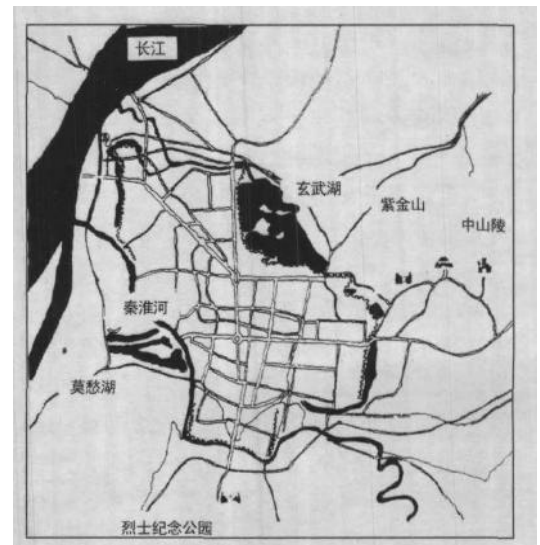 长江
玄武湖
紫金山
中山陵
秦淮河
莫愁湖
烈士纪念公园